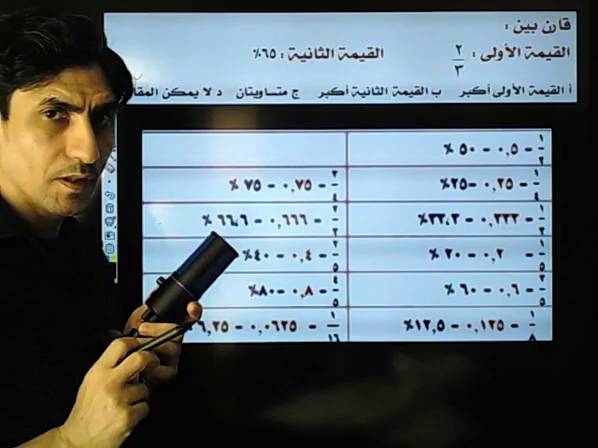 قارن بين :
القيمة الأولى : ٢/٣ القيمة الثانية : ٦٥٪
أ القيمة الأولى أكبر ب القيمة الثانية أكبر ج متساويتان د لا يمكن المقا
١/٢ = ٠,٥ = ٥٠ ٪
١/٤ = ٠,٢٥ = ٢٥٪ ٣/٤ = ٠,٧٥ = ٧٥ ٪
١/٣ = ٠,٣٣٣ = ٣٣,٣٪ ٢/٣ = ٠,٦٦٦ = ٦٦,٦ ٪
١/٥ = ٠,٢ = ٢٠ ٪ ٢/٥ = ٠,٤ = ٤٠٪
٣/٥ = ٠,٦ = ٦٠ ٪ ٤/٥ = ٠,٨ = ٨٠٪
١/٨ = ٠,١٢٥ = ١٢,٥٪ ١/١٦ = ٠,٠٦٢٥ = ٦,٢٥